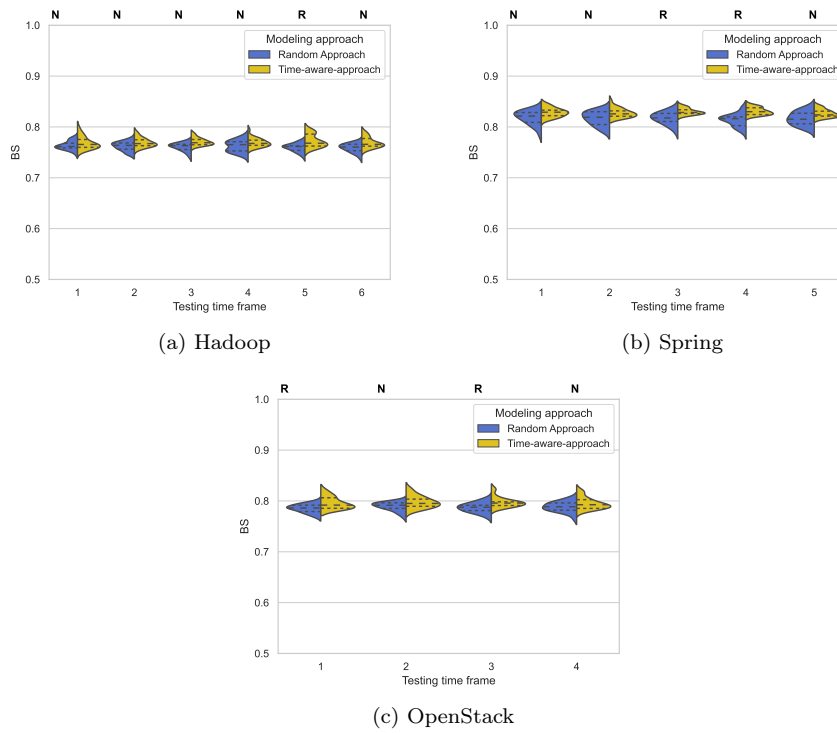 N N N N R N
1.0
Modeling approach
Random Approach
0.9
Time-aware-approach
0.8
BS
0.7
0.6
0.5
1 2 3 4 5 6
Testing time frame
(a) Hadoop
N N R R N
1.0
Modeling approach
Random Approach
0.9
Time-aware-approach
0.8
BS
0.7
0.6
0.5
1 2 3 4 5
Testing time frame
(b) Spring
R N R N
1.0
Modeling approach
Random Approach
0.9
Time-aware-approach
0.8
BS
0.7
0.6
0.5
1 2 3 4
Testing time frame
(c) OpenStack